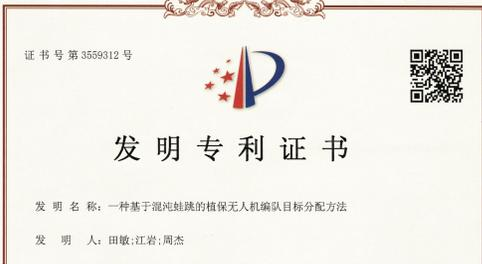 证书号第3559312号
发明专利证书
发明名称：一种基于混沌蛙跳的植保无人机编队目标分配方法
发明人：田敏;江岩;周杰